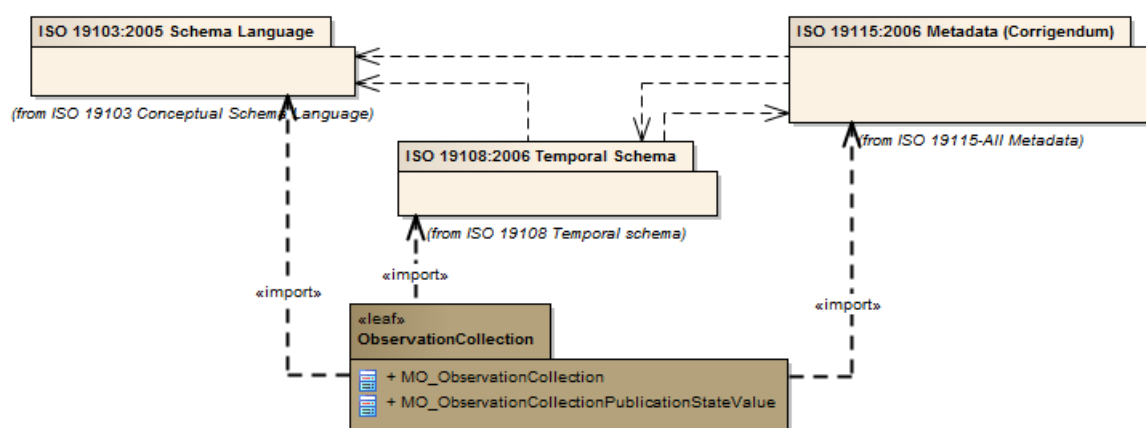 ISO 19103:2005 Schema Language
ISO 19115:2006 Metadata (Corrigendum)
(from ISO 19103 Conceptual Schema Language)
(from ISO 19115-All Metadata)
ISO 19108:2006 Temporal Schema
(from ISO 19108 Temporal schema)
«import»
«import»
«import»
«leaf»
ObservationCollection
+ MO_ObservationCollection
+ MO_ObservationCollectionPublicationStateValue